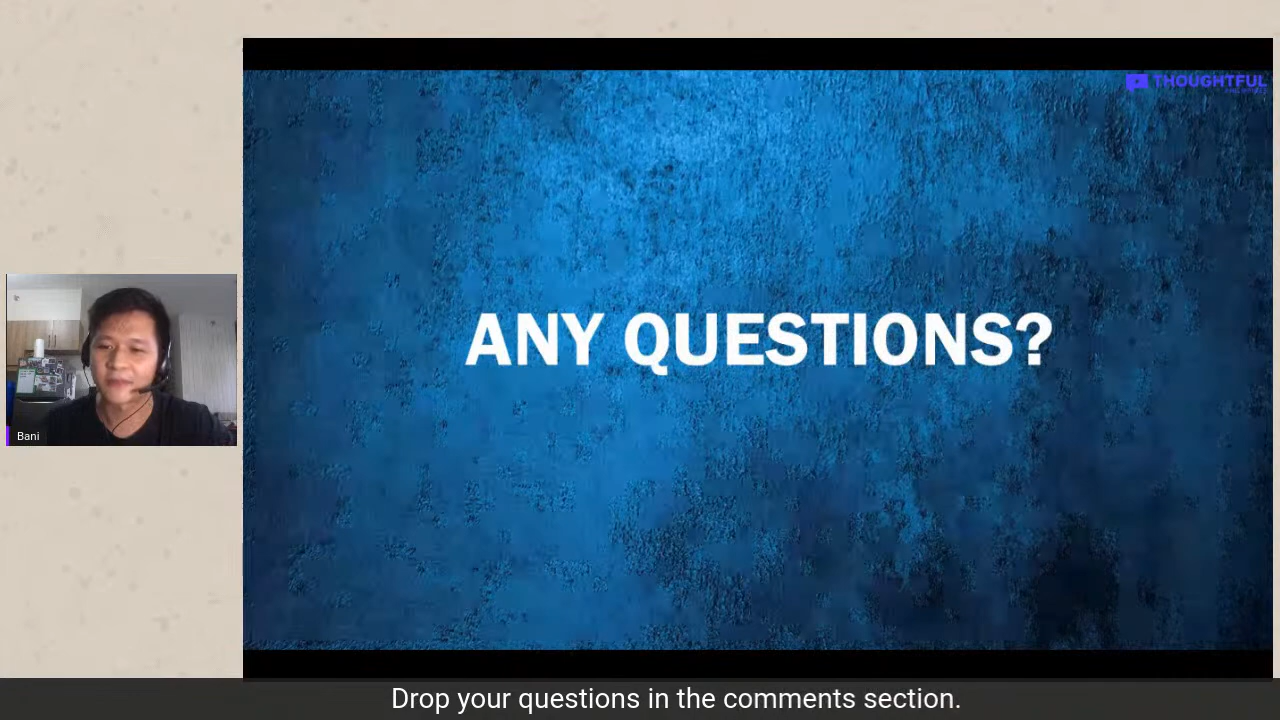 THOUGHTFUL
ANY QUESTIONS?
Bani
Drop your questions in the comments section.